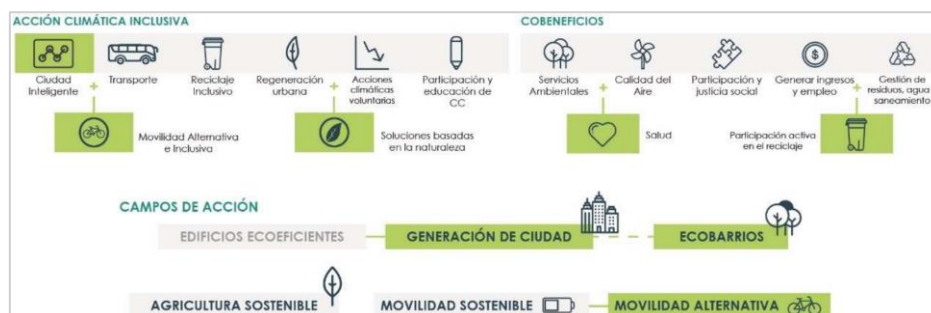 ACCIÓN CLIMÁTICA INCLUSIVA
Ciudad
Inteligente
Transporte
Reciclaje
Inclusivo
Regeneración
urbana
Acciones
climáticas
voluntarias
Participación y
educación de
CC
Movilidad Alternativa
e Inclusiva
Soluciones basadas
en la naturaleza
COBENEFICIOS
Servicios
Ambientales
Calidad del
Aire
Participación y
justicia social
Generar ingresos
y empleo
Gestión de
residuos, agua
saneamiento
Salud
Participación activa
en el reciclaje
CAMPOS DE ACCIÓN
EDIFICIOS ECOEFICIENTES
GENERACIÓN DE CIUDAD
ECOBARRIOS
AGRICULTURA SOSTENIBLE
MOVILIDAD SOSTENIBLE
MOVILIDAD ALTERNATIVA